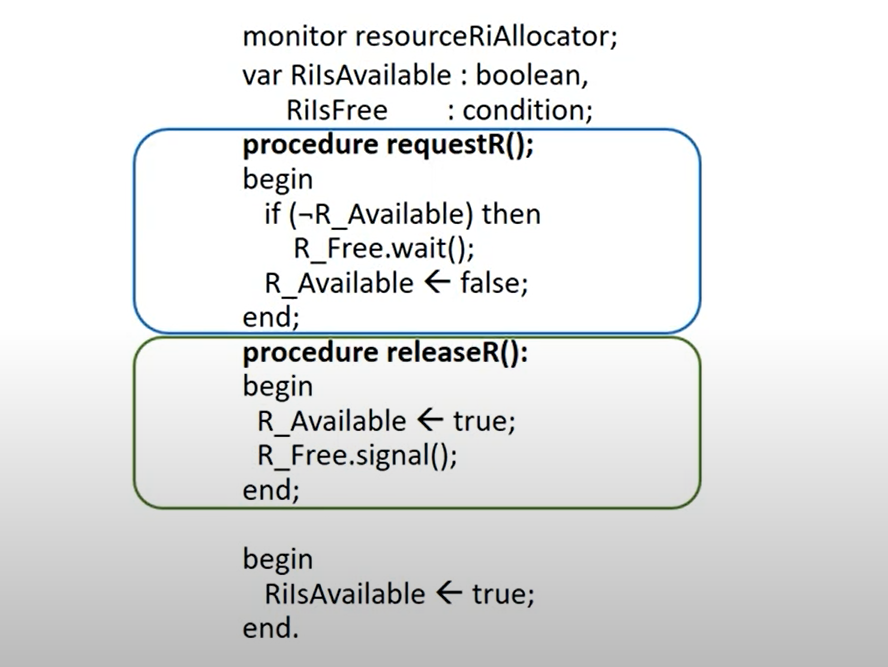 monitor resourceRiAllocator;
var RiIsAvailable : boolean,
RiIsFree : condition;
procedure requestR();
begin
if (¬R_Available) then
R_Free.wait();
R_Available ← false;
end;
procedure releaseR():
begin
R_Available ← true;
R_Free.signal();
end;
begin
RiIsAvailable ← true;
end.